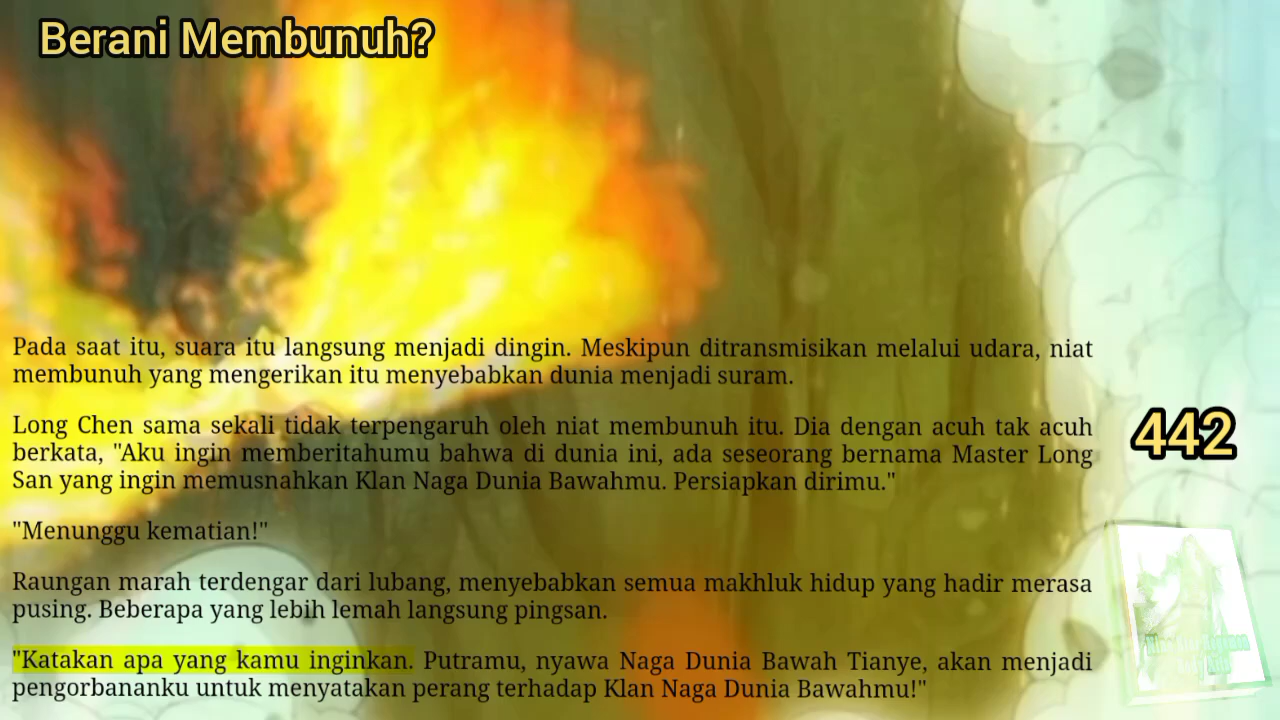 Berani Membunuh?
Pada saat itu, suara itu langsung menjadi dingin. Meskipun ditransmisikan melalui udara, niat
membunuh yang mengerikan itu menyebabkan dunia menjadi suram.
Long Chen sama sekali tidak terpengaruh oleh niat membunuh itu. Dia dengan acuh tak acuh
berkata, "Aku ingin memberitahumu bahwa di dunia ini, ada seseorang bernama Master Long
San yang ingin memusnahkan Klan Naga Dunia Bawahmu. Persiapkan dirimu."
442
"Menunggu kematian!"
Raungan marah terdengar dari lubang, menyebabkan semua makhluk hidup yang hadir merasa
pusing. Beberapa yang lebih lemah langsung pingsan.
"Katakan apa yang kamu inginkan. Putramu, nyawa Naga Dunia Bawah Tianye, akan menjadi
pengorbananku untuk menyatakan perang terhadap Klan Naga Dunia Bawahmu!"